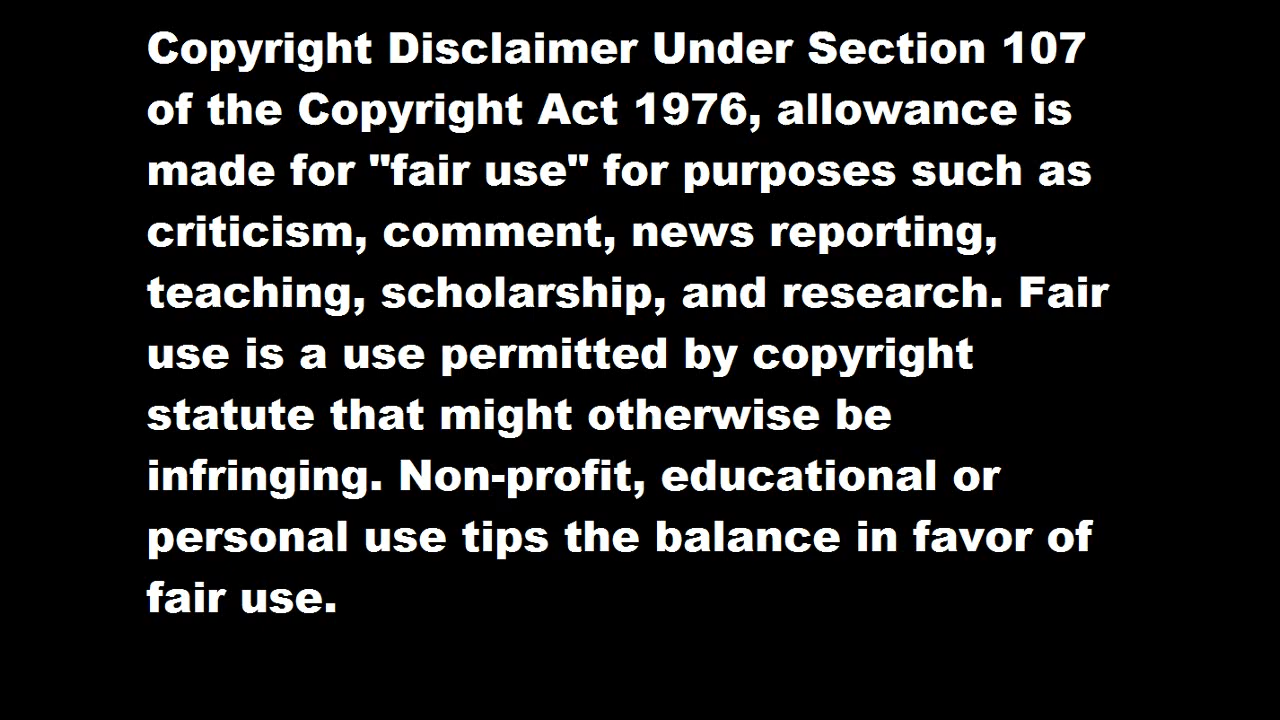 Copyright Disclaimer Under Section 107
of the Copyright Act 1976, allowance is
made for "fair use" for purposes such as
criticism, comment, news reporting,
teaching, scholarship, and research. Fair
use is a use permitted by copyright
statute that might otherwise be
infringing. Non-profit, educational or
personal use tips the balance in favor of
fair use.